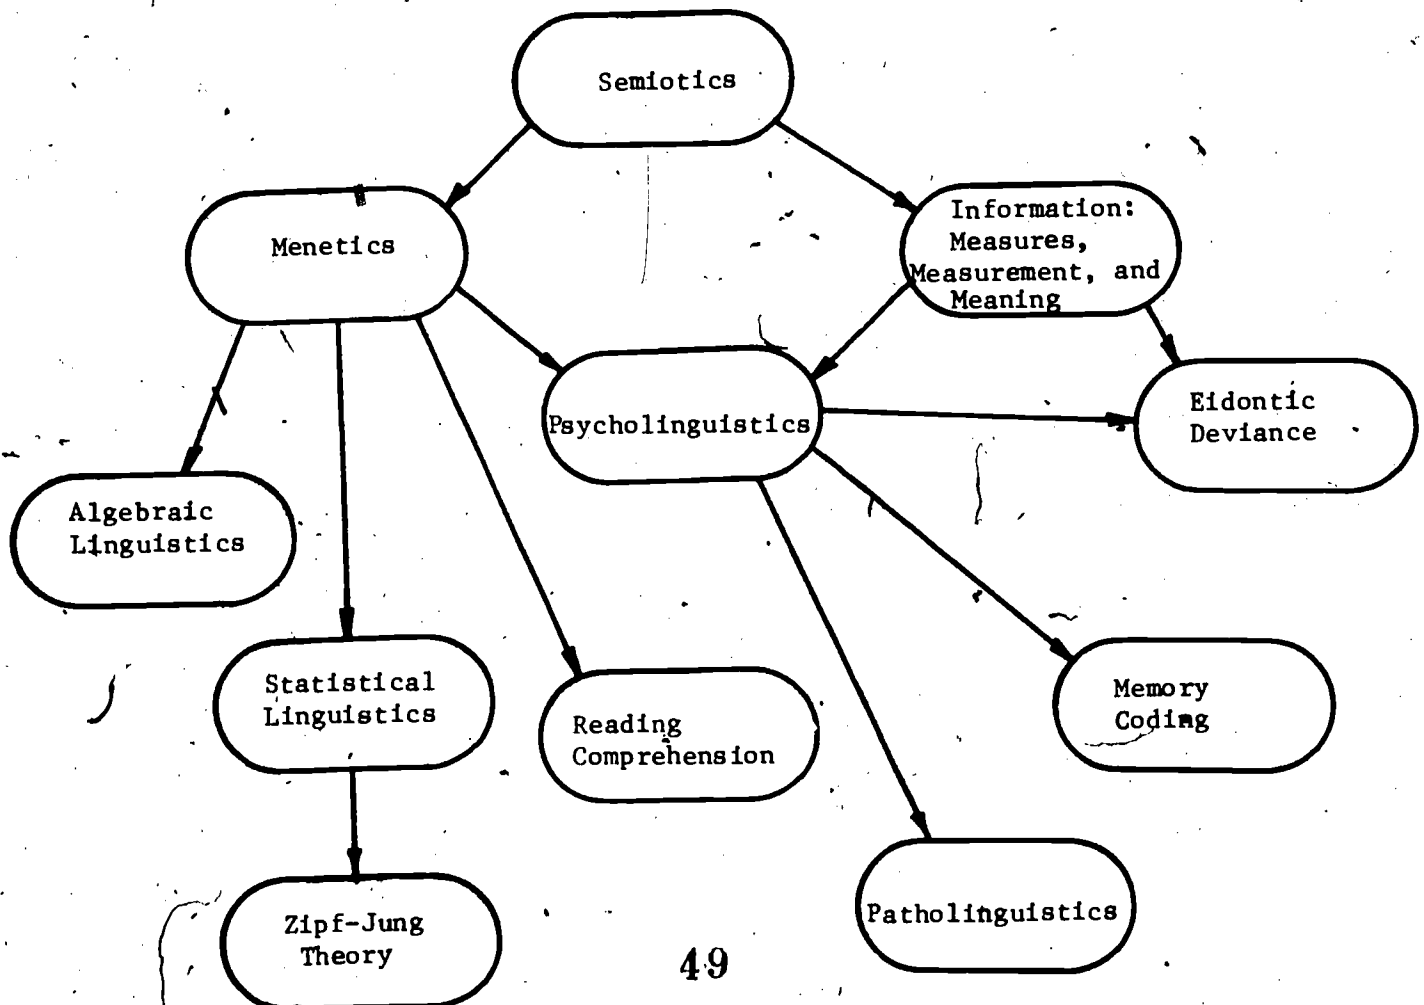 Semiotics
Menetics
Information:
Measures,
Measurement, and
Meaning
Psycholinguistics
Eidontic
Deviance
Algebraic
Linguistics
Statistical
Linguistics
Reading
Comprehension
Memory
Coding
Zipf-Jung
Theory
Patholinguistics
49